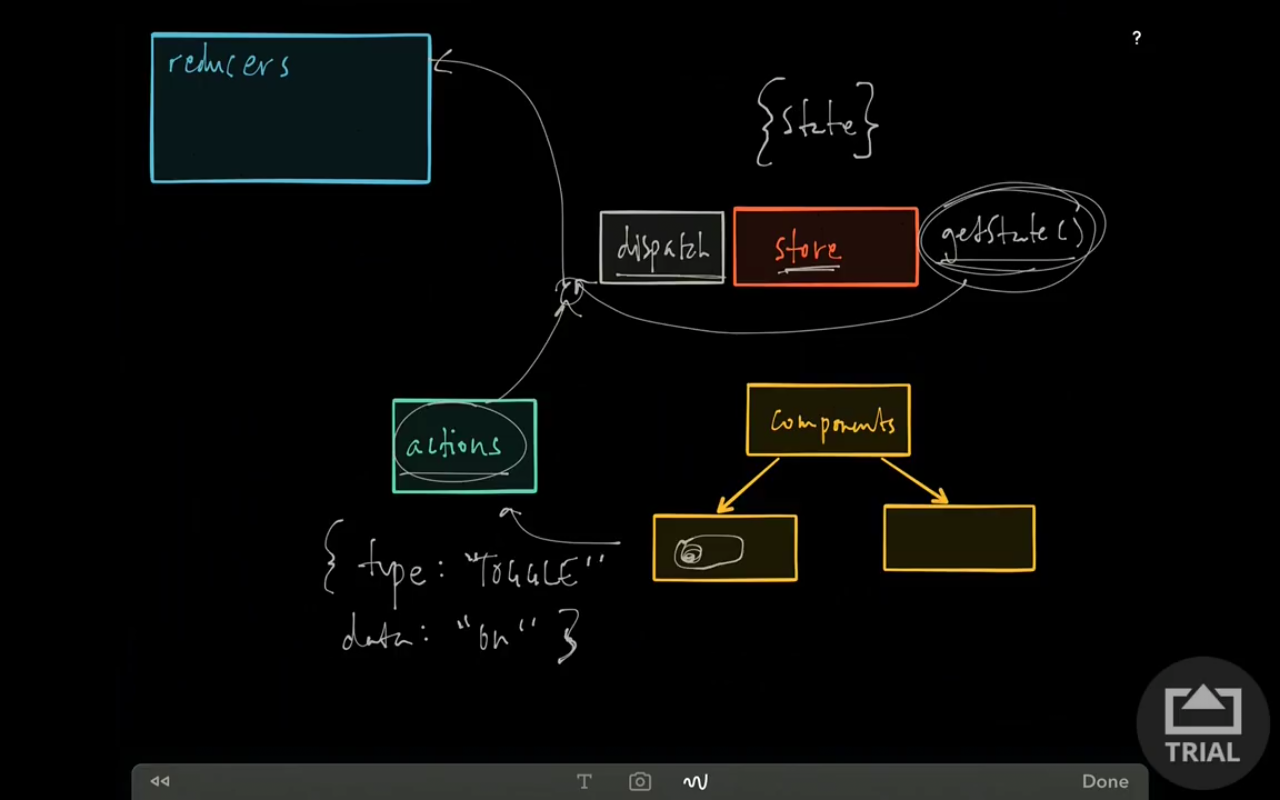 reducers
?
{state}
dispatch
store
getState()
actions
components
{ type: "TOGGLE"
data: "on" }
TRIAL
T
Done